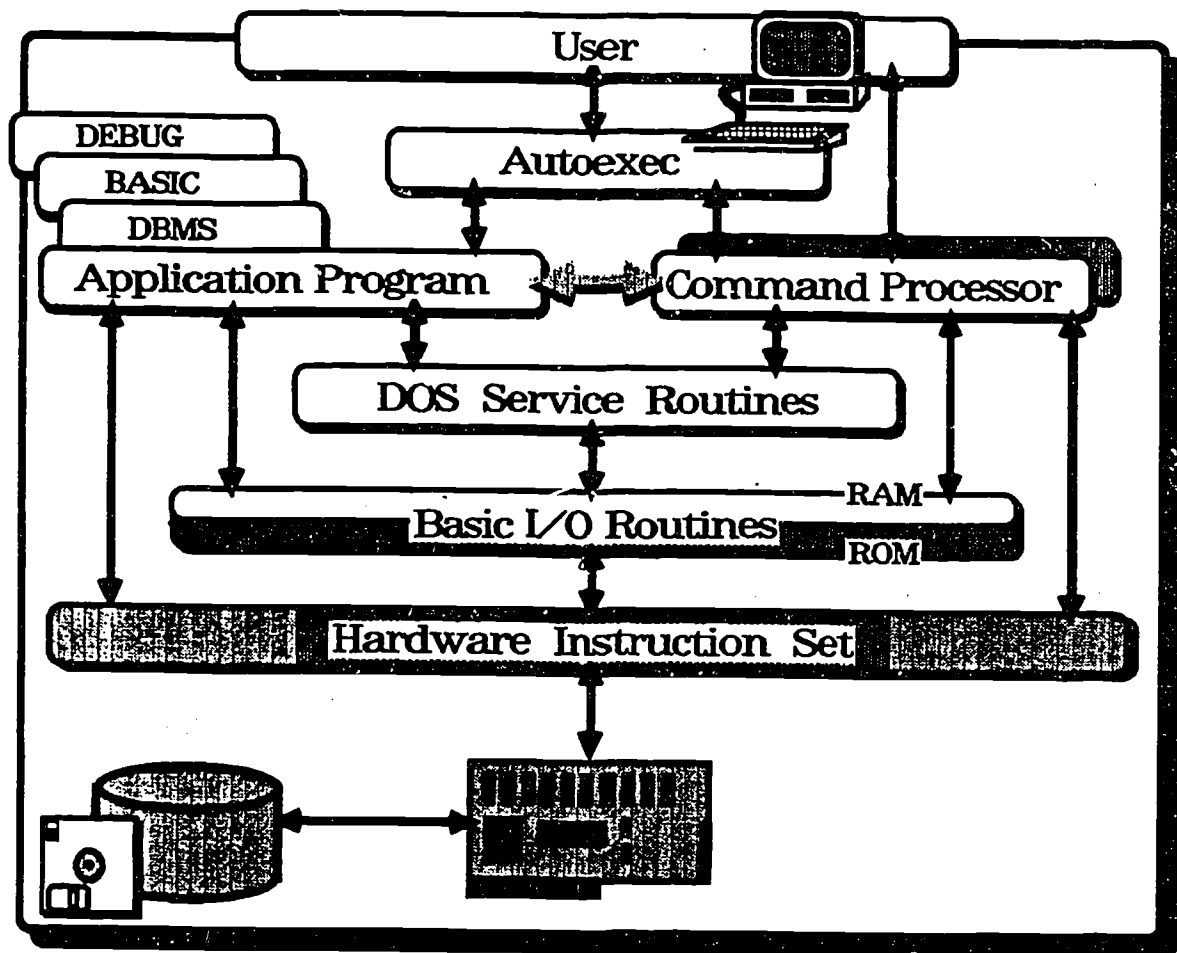 User
DEBUG
Autoexec
BASIC
DBMS
Application Program
Command Processor
DOS Service Routines
RAM
Basic I/O Routines
ROM
Hardware Instruction Set